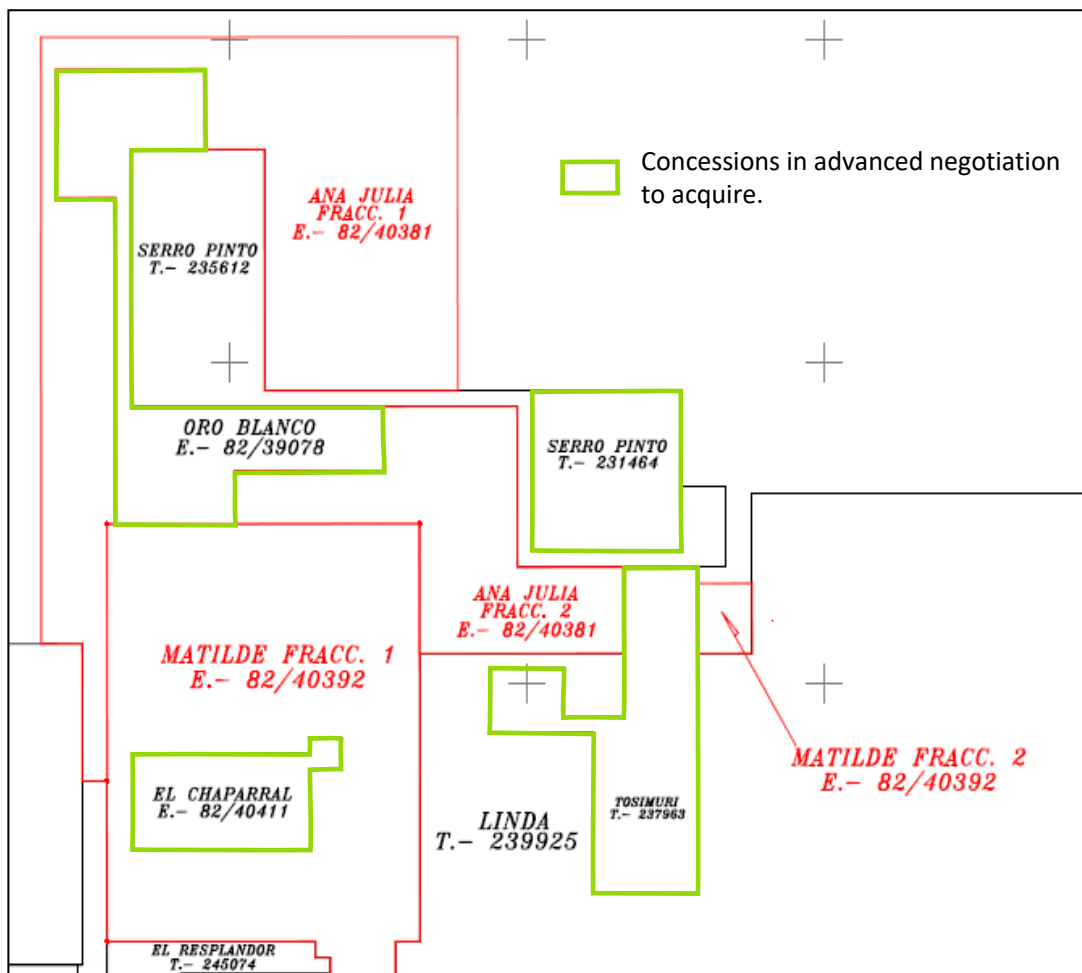 Concessions in advanced negotiation
to acquire.
ANA JULIA
FRACC. 1
E.- 82/40381
SERRO PINTO
T.- 235612
ORO BLANCO
E.- 82/39078
SERRO PINTO
T.- 231464
ANA JULIA
FRACC. 2
E.- 82/40381
MATILDE FRACC. 1
E.- 82/40392
MATILDE FRACC. 2
E.- 82/40392
EL CHAPARRAL
E.- 82/40411
TOSIMURI
T.- 237963
LINDA
T.- 239925
EL RESPLANDOR
T.- 245074